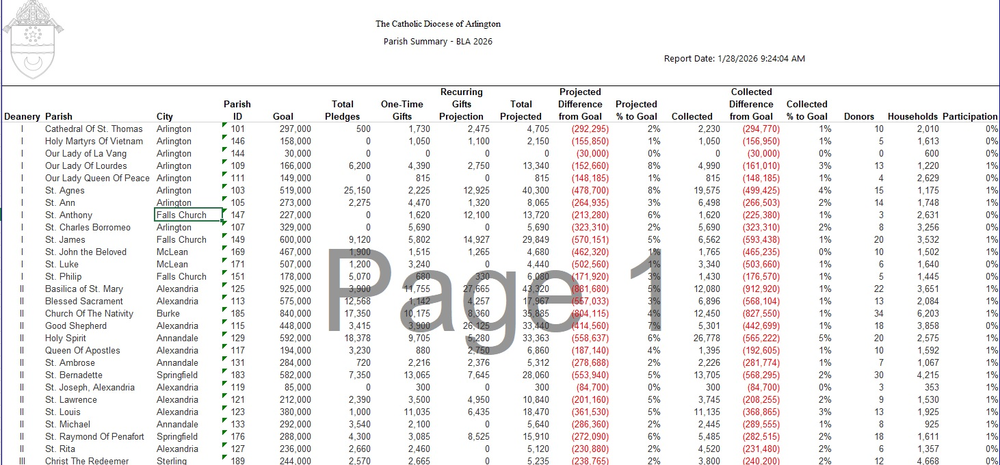 The Catholic Diocese of Arlington
Parish Summary - BLA 2026
Report Date: 1/28/2026 9:24:04 AM
Deanery Parish City Parish ID Goal Total Pledges One-Time Gifts Recurring Gifts Projection Total Projected Projected Difference from Goal Projected % to Goal Collected Collected Difference from Goal Collected % to Goal Donors Households Participation
I Cathedral Of St. Thomas Arlington 101 297,000 500 1,730 2,475 4,705 (292,295) 2% 2,230 (294,770) 1% 10 2,010 0%
I Holy Martyrs Of Vietnam Arlington 146 158,000 0 1,050 1,100 2,150 (155,850) 1% 1,050 (156,950) 1% 5 1,613 0%
I Our Lady of La Vang Arlington 144 30,000 0 0 0 0 (30,000) 0% 0 (30,000) 0% 0 600 0%
I Our Lady Of Lourdes Arlington 109 166,000 6,200 4,390 2,750 13,340 (152,660) 8% 4,990 (161,010) 3% 13 1,220 1%
I Our Lady Queen Of Peace Arlington 111 149,000 0 815 0 815 (148,185) 1% 815 (148,185) 1% 4 2,629 0%
I St. Agnes Arlington 103 519,000 25,150 2,225 12,925 40,300 (478,700) 8% 19,575 (499,425) 4% 15 1,175 1%
I St. Ann Arlington 105 273,000 2,275 4,470 1,320 8,065 (264,935) 3% 6,498 (266,503) 2% 14 1,748 1%
I St. Anthony Falls Church 147 227,000 0 1,620 12,100 13,720 (213,280) 6% 1,620 (225,380) 1% 3 2,631 0%
I St. Charles Borromeo Arlington 107 329,000 0 5,690 0 5,690 (323,310) 2% 5,690 (323,310) 2% 8 3,256 0%
I St. James Falls Church 149 600,000 9,120 5,802 14,927 29,849 (570,151) 5% 6,562 (593,438) 1% 20 3,532 1%
I St. John the Beloved McLean 169 467,000 1,900 1,515 1,265 4,680 (462,320) 1% 1,765 (465,235) 0% 10 1,502 1%
I St. Luke McLean 171 507,000 1,200 3,240 0 4,440 (502,560) 1% 3,340 (503,660) 1% 6 1,640 0%
I St. Philip Falls Church 151 178,000 5,070 680 330 6,080 (171,920) 3% 1,430 (176,570) 1% 5 1,445 0%
II Basilica of St. Mary Alexandria 125 925,000 3,900 11,755 27,665 43,320 (881,680) 5% 12,080 (912,920) 1% 22 3,651 1%
II Blessed Sacrament Alexandria 113 575,000 12,568 1,142 4,257 17,967 (557,033) 3% 6,896 (568,104) 1% 13 2,084 1%
II Church Of The Nativity Burke 185 840,000 17,350 10,175 8,360 35,885 (804,115) 4% 12,450 (827,550) 1% 34 6,203 1%
II Good Shepherd Alexandria 115 448,000 3,415 3,900 26,125 33,440 (414,560) 7% 5,301 (442,699) 1% 18 3,858 0%
II Holy Spirit Annandale 129 592,000 18,378 9,705 5,280 33,363 (558,637) 6% 26,778 (565,222) 5% 20 2,575 1%
II Queen Of Apostles Alexandria 117 194,000 3,230 880 2,750 6,860 (187,140) 4% 1,395 (192,605) 1% 10 1,592 1%
II St. Ambrose Annandale 131 284,000 720 2,216 2,376 5,312 (278,688) 2% 2,226 (281,774) 1% 7 1,067 1%
II St. Bernadette Springfield 183 582,000 7,350 13,065 7,645 28,060 (553,940) 5% 13,705 (568,295) 2% 30 4,215 1%
II St. Joseph, Alexandria Alexandria 119 85,000 0 300 0 300 (84,700) 0% 300 (84,700) 0% 3 353 1%
II St. Lawrence Alexandria 121 212,000 2,390 3,500 4,950 10,840 (201,160) 5% 3,745 (208,255) 2% 9 1,530 1%
II St. Louis Alexandria 123 380,000 1,000 11,035 6,435 18,470 (361,530) 5% 11,135 (368,865) 3% 13 1,925 1%
II St. Michael Annandale 133 292,000 3,540 2,100 0 5,640 (286,360) 2% 2,445 (289,555) 1% 8 925 1%
II St. Raymond Of Penafort Springfield 176 288,000 4,300 3,085 8,525 15,910 (272,090) 6% 5,485 (282,515) 2% 18 1,611 1%
II St. Rita Alexandria 127 236,000 2,660 2,460 0 5,120 (230,880) 2% 4,520 (231,480) 2% 6 1,357 0%
III Christ The Redeemer Sterling 189 244,000 2,570 2,665 0 5,235 (238,765) 2% 3,800 (240,200) 2% 12 4,668 0%
Page 1